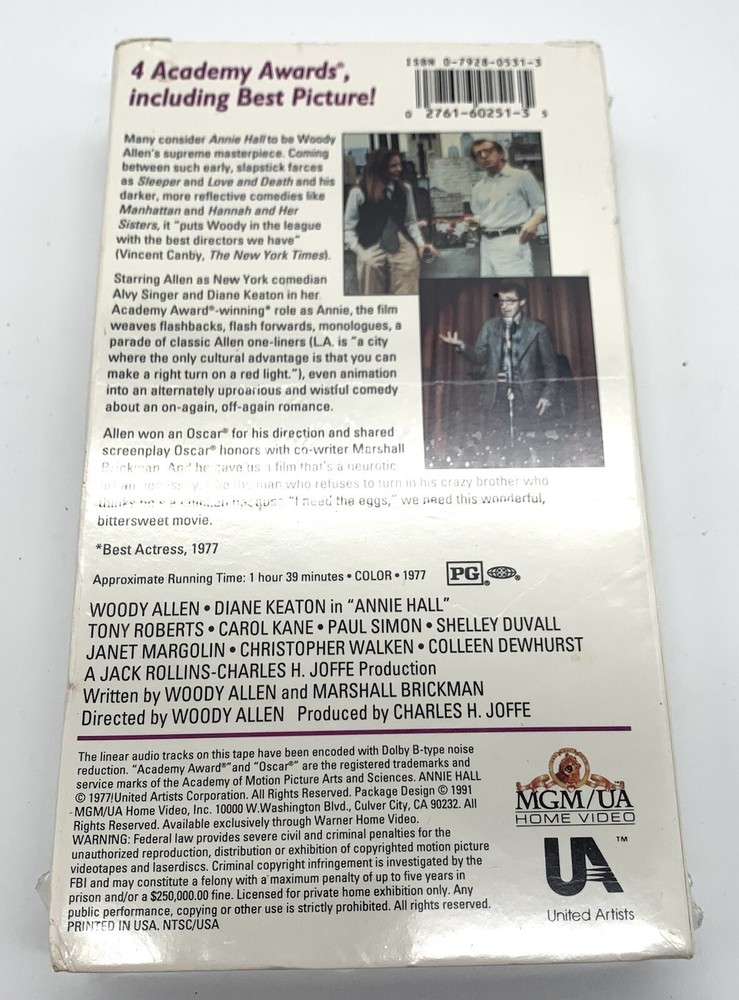 4 Academy Awards®,
including Best Picture!
ISBN 0-7928-0531-3
0 2761-60251-3 5
Many consider Annie Hall to be Woody
Allen's supreme masterpiece. Coming
between such early, slapstick farces
as Sleeper and Love and Death and his
darker, more reflective comedies like
Manhattan and Hannah and Her
Sisters, it "puts Woody in the league
with the best directors we have"
(Vincent Canby, The New York Times).
Starring Allen as New York comedian
Alvy Singer and Diane Keaton in her
Academy Award®-winning* role as Annie, the film
weaves flashbacks, flash forwards, monologues, a
parade of classic Allen one-liners (L.A. is "a city
where the only cultural advantage is that you can
make a right turn on a red light."), even animation
into an alternately uproarious and wistful comedy
about an on-again, off-again romance.
Allen won an Oscar® for his direction and shared
screenplay Oscar® honors with co-writer Marshall
Brickman. And he gave us a film that's a neurotic
man who refuses to turn in his crazy brother who
"I need the eggs," we need this wonderful,
bittersweet movie.
*Best Actress, 1977
Approximate Running Time: 1 hour 39 minutes • COLOR • 1977
PG
WOODY ALLEN • DIANE KEATON in "ANNIE HALL"
TONY ROBERTS • CAROL KANE • PAUL SIMON • SHELLEY DUVALL
JANET MARGOLIN • CHRISTOPHER WALKEN • COLLEEN DEWHURST
A JACK ROLLINS-CHARLES H. JOFFE Production
Written by WOODY ALLEN and MARSHALL BRICKMAN
Directed by WOODY ALLEN Produced by CHARLES H. JOFFE
The linear audio tracks on this tape have been encoded with Dolby B-type noise
reduction. "Academy Award®" and "Oscar®" are the registered trademarks and
service marks of the Academy of Motion Picture Arts and Sciences. ANNIE HALL
© 1977 United Artists Corporation. All Rights Reserved. Package Design © 1991
MGM/UA Home Video, Inc. 10000 W. Washington Blvd., Culver City, CA 90232. All
Rights Reserved. Available exclusively through Warner Home Video.
WARNING: Federal law provides severe civil and criminal penalties for the
unauthorized reproduction, distribution or exhibition of copyrighted motion picture
videotapes and laserdiscs. Criminal copyright infringement is investigated by the
FBI and may constitute a felony with a maximum penalty of up to five years in
prison and/or a $250,000.00 fine. Licensed for private home exhibition only. Any
public performance, copying or other use is strictly prohibited. All rights reserved.
PRINTED IN USA. NTSC/USA
MGM/UA
HOME VIDEO
UA™
United Artists